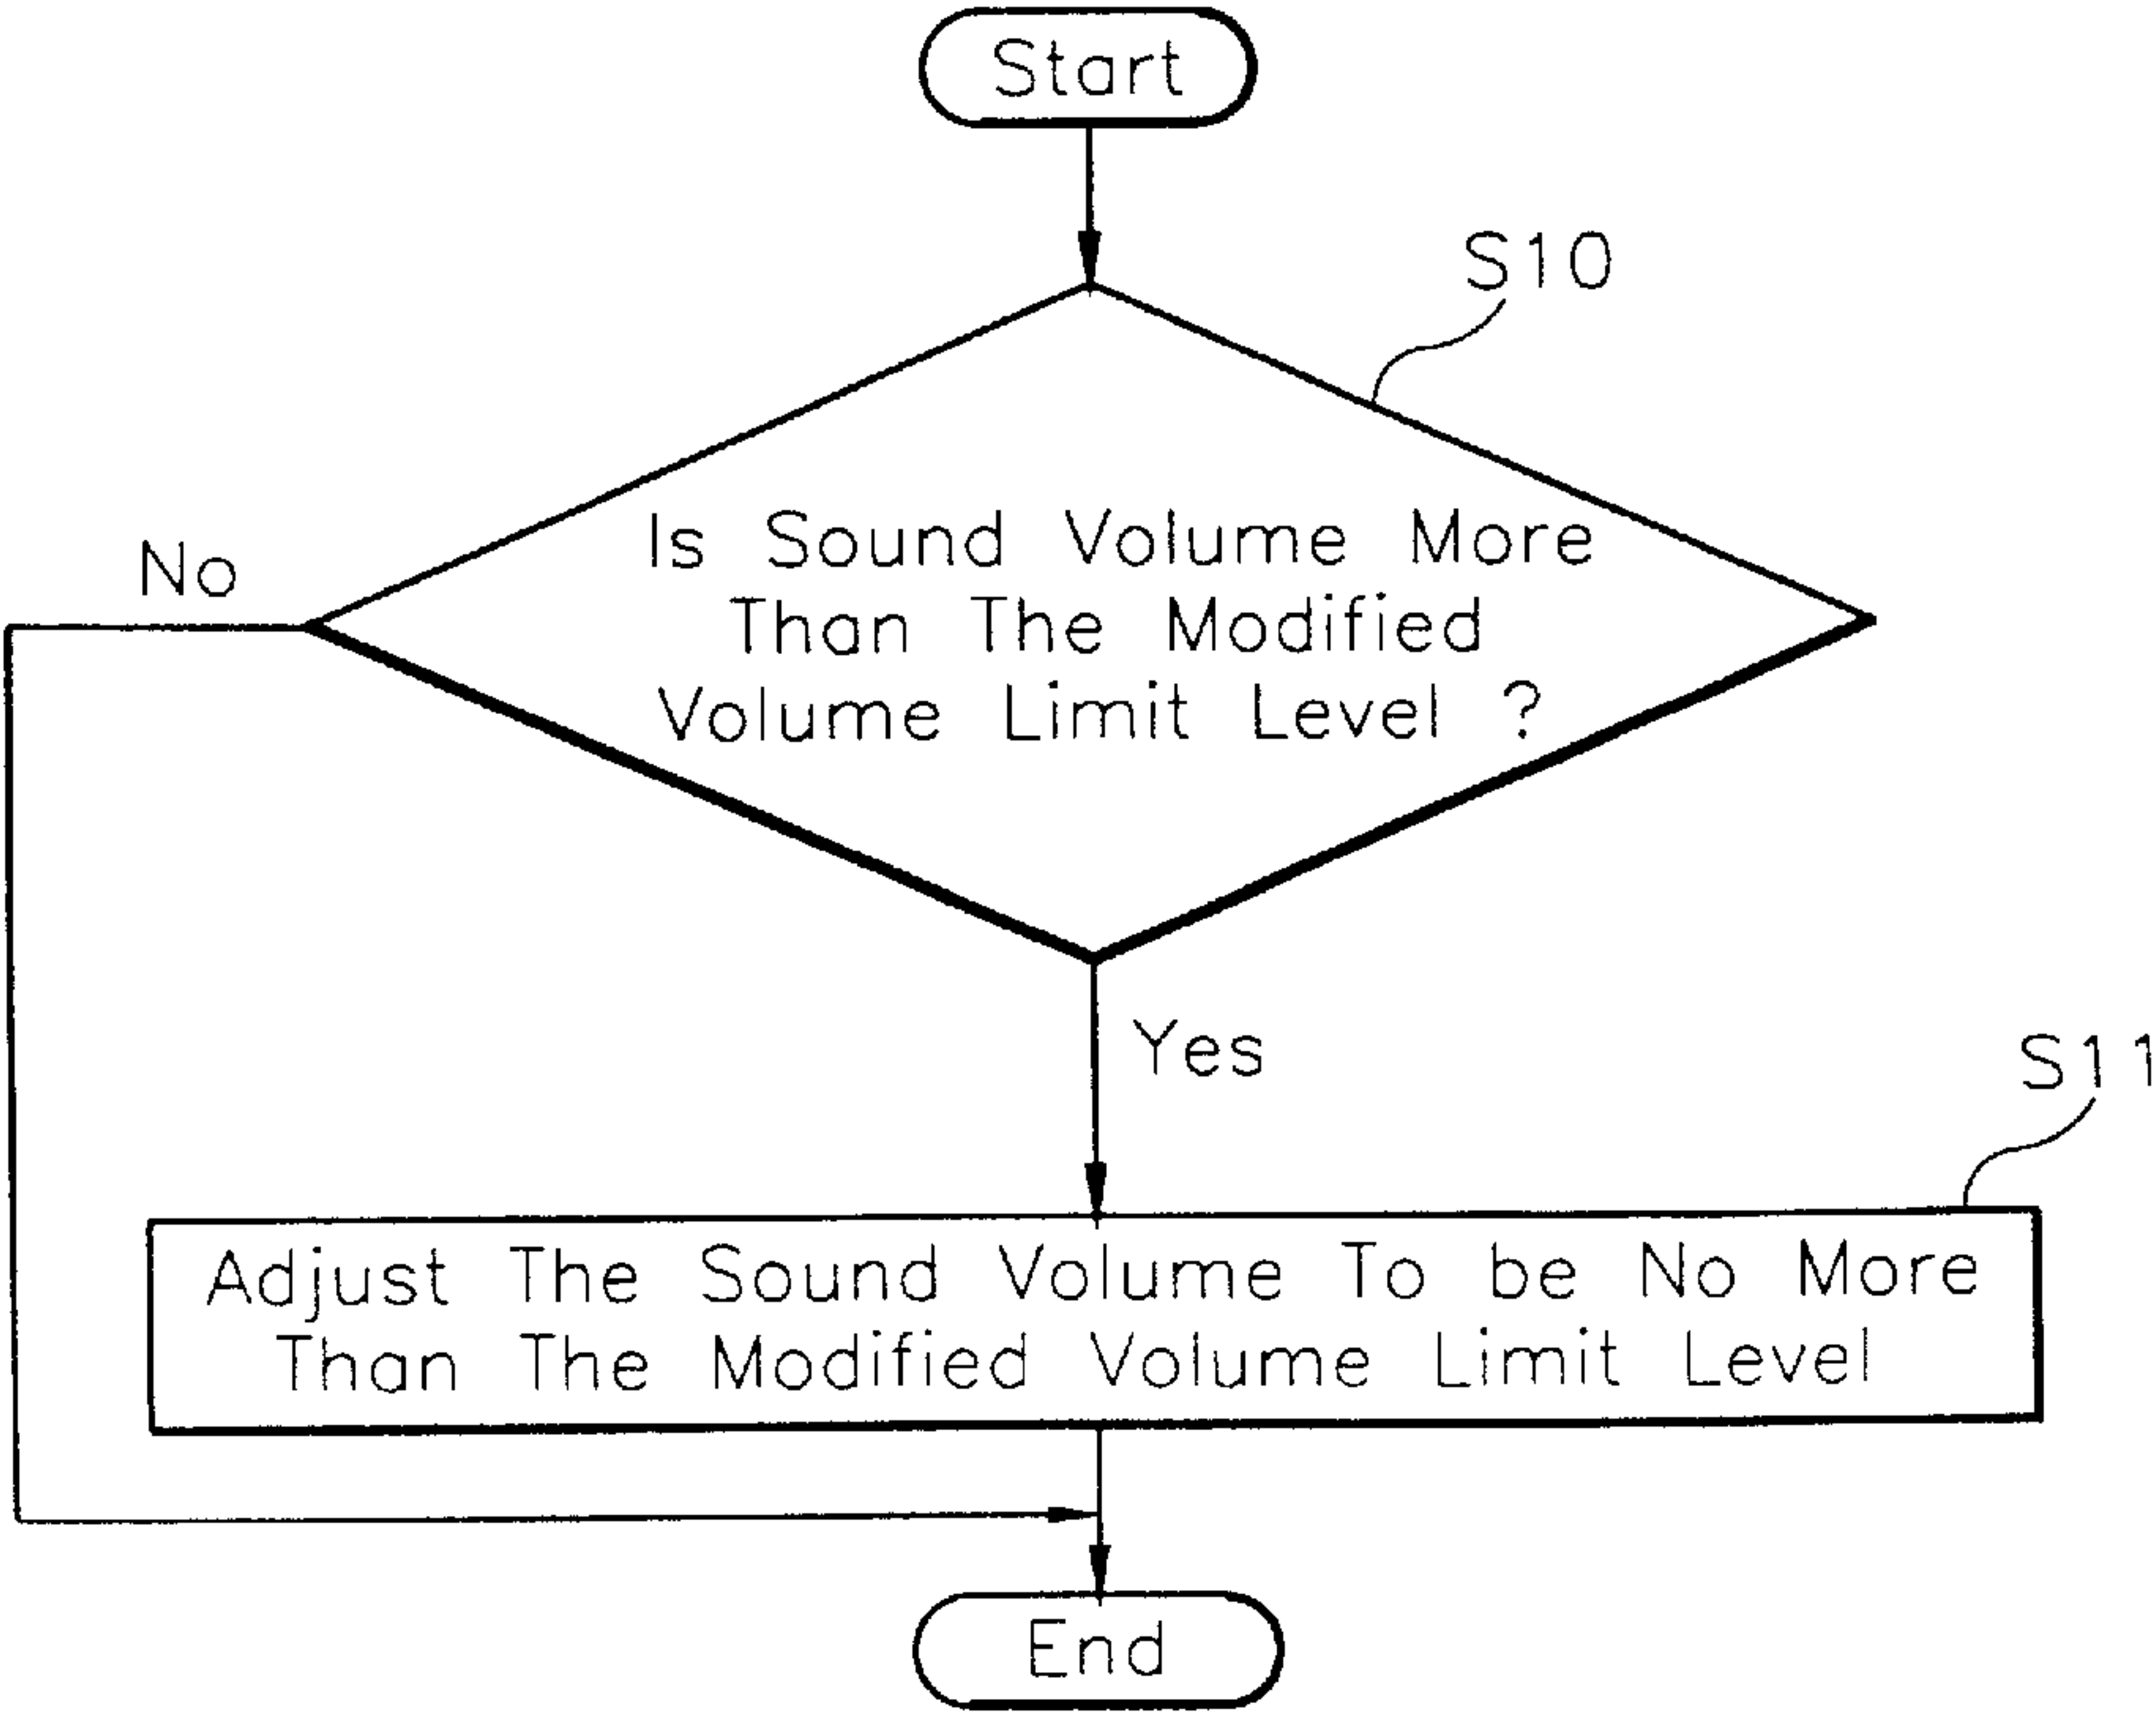 Start
S10
Is Sound Volume More
Than The Modified
Volume Limit Level ?
No
Yes
S11
Adjust The Sound Volume To be No More
Than The Modified Volume Limit Level
End